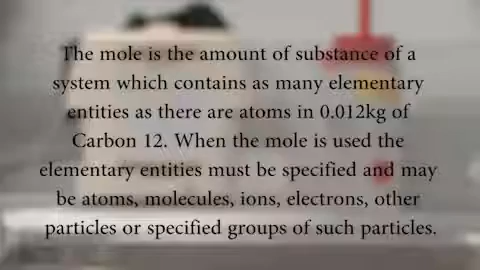 The mole is the amount of substance of a
system which contains as many elementary
entities as there are atoms in 0.012kg of
Carbon 12. When the mole is used the
elementary entities must be specified and may
be atoms, molecules, ions, electrons, other
particles or specified groups of such particles.